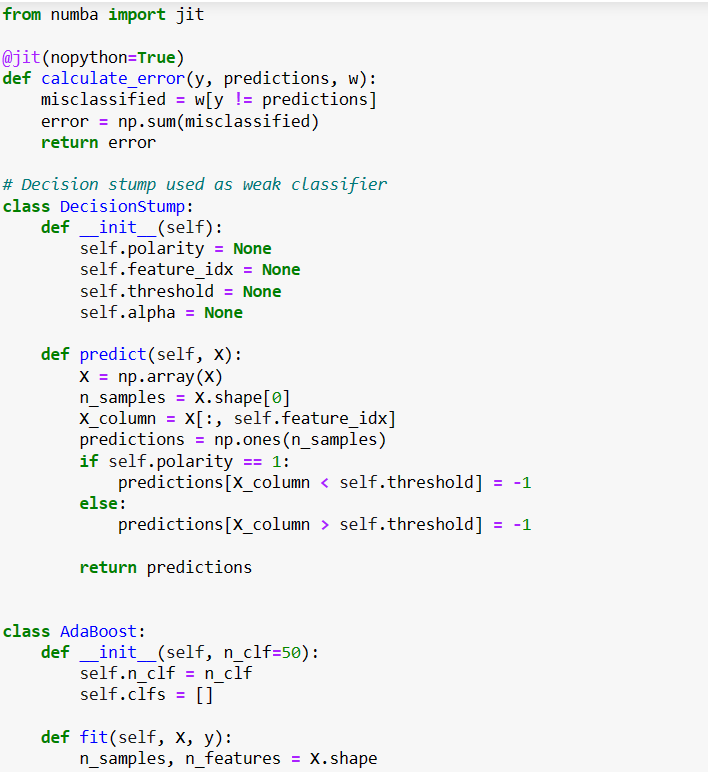 from numba import jit

@jit(nopython=True)
def calculate_error(y, predictions, w):
    misclassified = w[y != predictions]
    error = np.sum(misclassified)
    return error

# Decision stump used as weak classifier
class DecisionStump:
    def __init__(self):
        self.polarity = None
        self.feature_idx = None
        self.threshold = None
        self.alpha = None

    def predict(self, X):
        X = np.array(X)
        n_samples = X.shape[0]
        X_column = X[:, self.feature_idx]
        predictions = np.ones(n_samples)
        if self.polarity == 1:
            predictions[X_column < self.threshold] = -1
        else:
            predictions[X_column > self.threshold] = -1

        return predictions


class AdaBoost:
    def __init__(self, n_clf=50):
        self.n_clf = n_clf
        self.clfs = []

    def fit(self, X, y):
        n_samples, n_features = X.shape